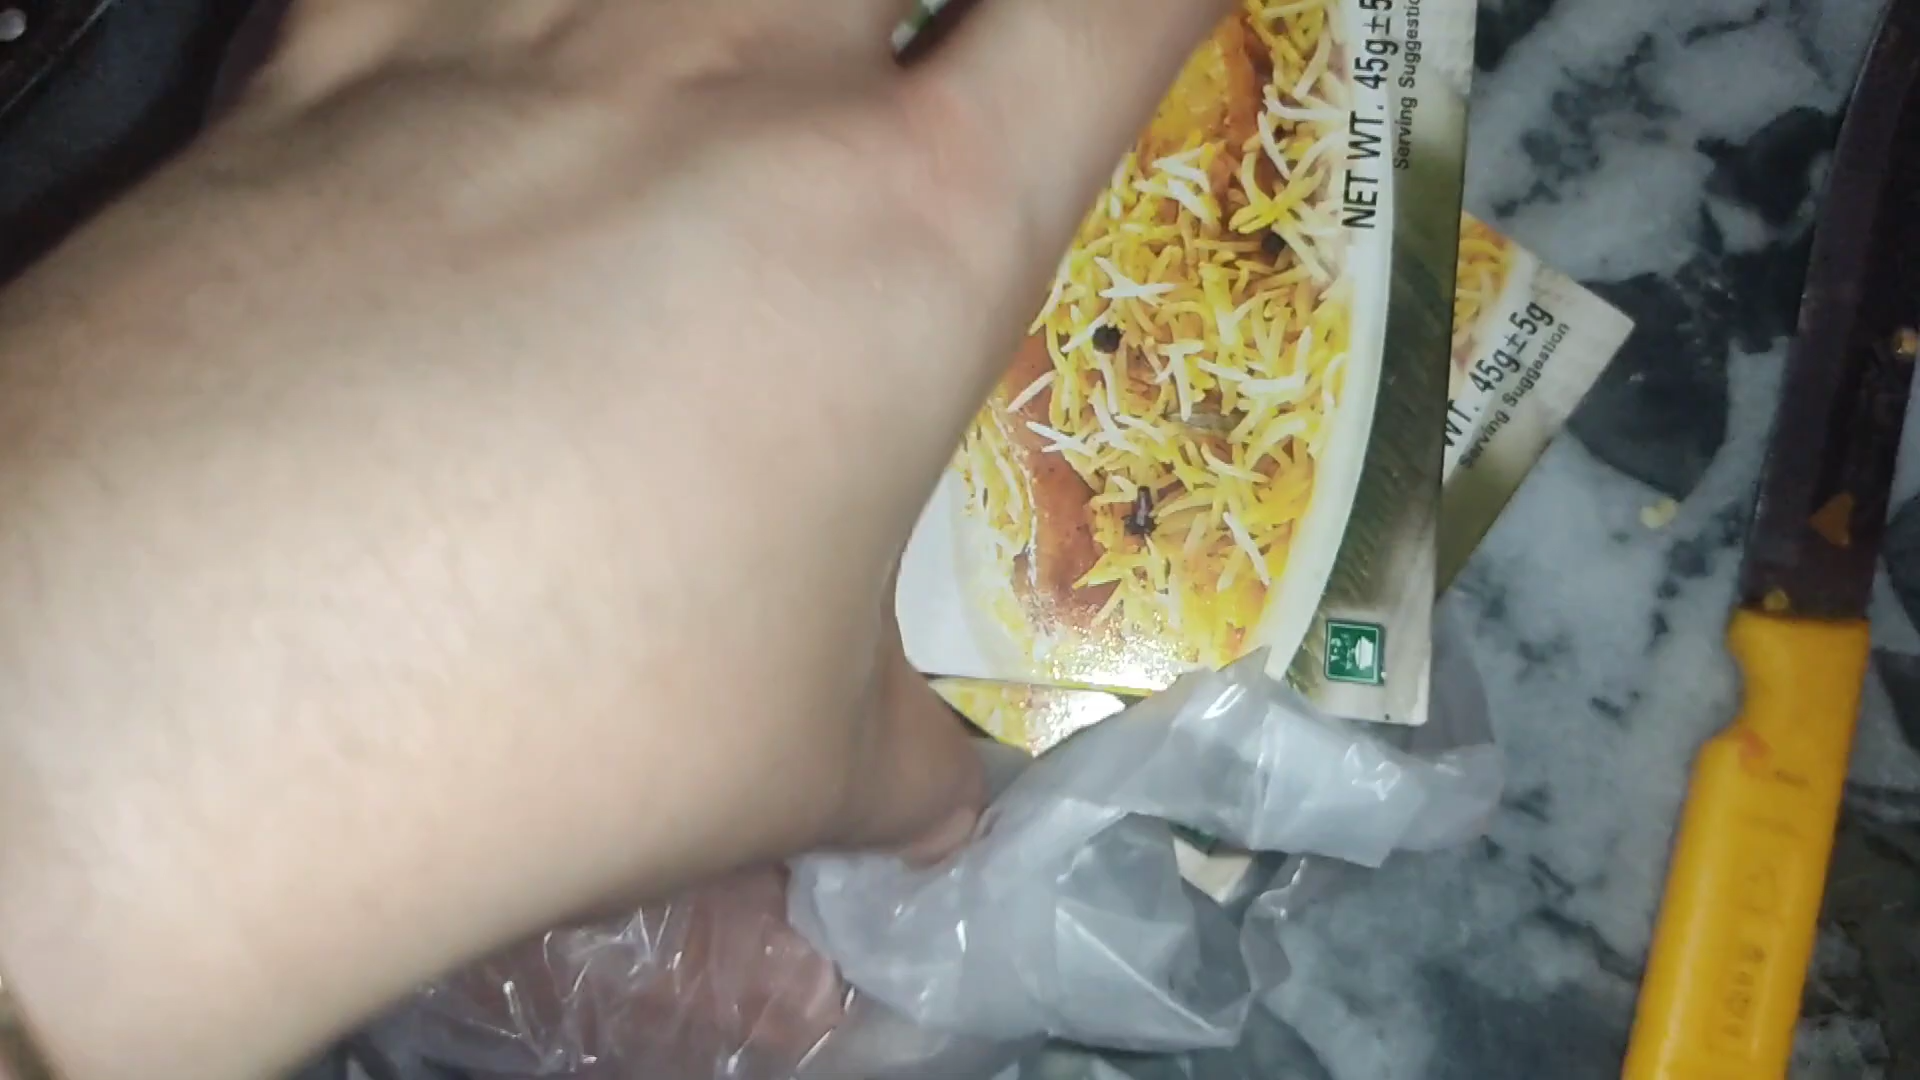 NET WT. 45g±5
Serving Suggestio
WT. 45g±5g
Serving Suggestion